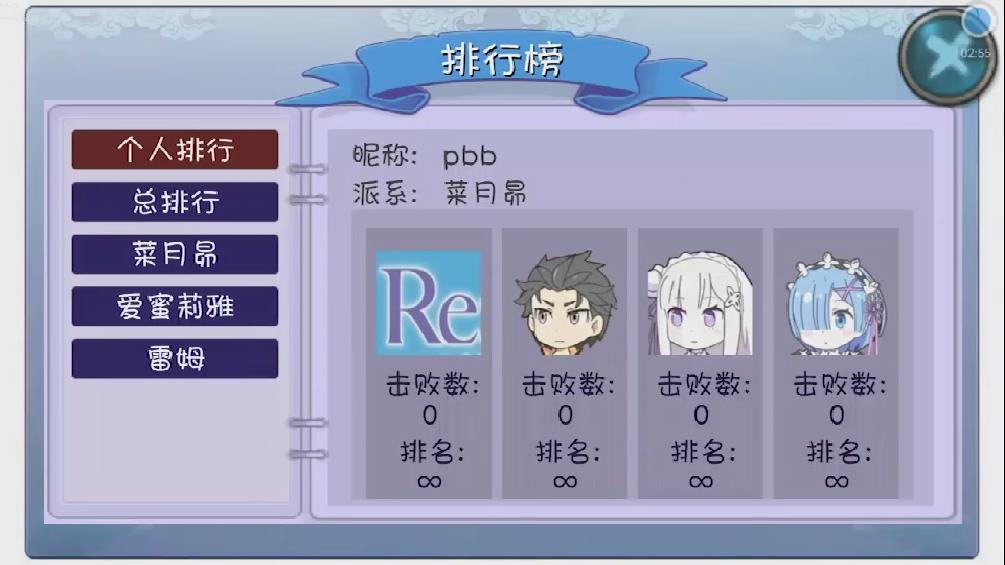 排行榜
02:55
个人排行
总排行
菜月昴
爱蜜莉雅
雷姆
昵称: pbb
派系: 菜月昴
Re
击败数: 击败数: 击败数: 击败数:
0 0 0 0
排名: 排名: 排名: 排名:
∞ ∞ ∞ ∞